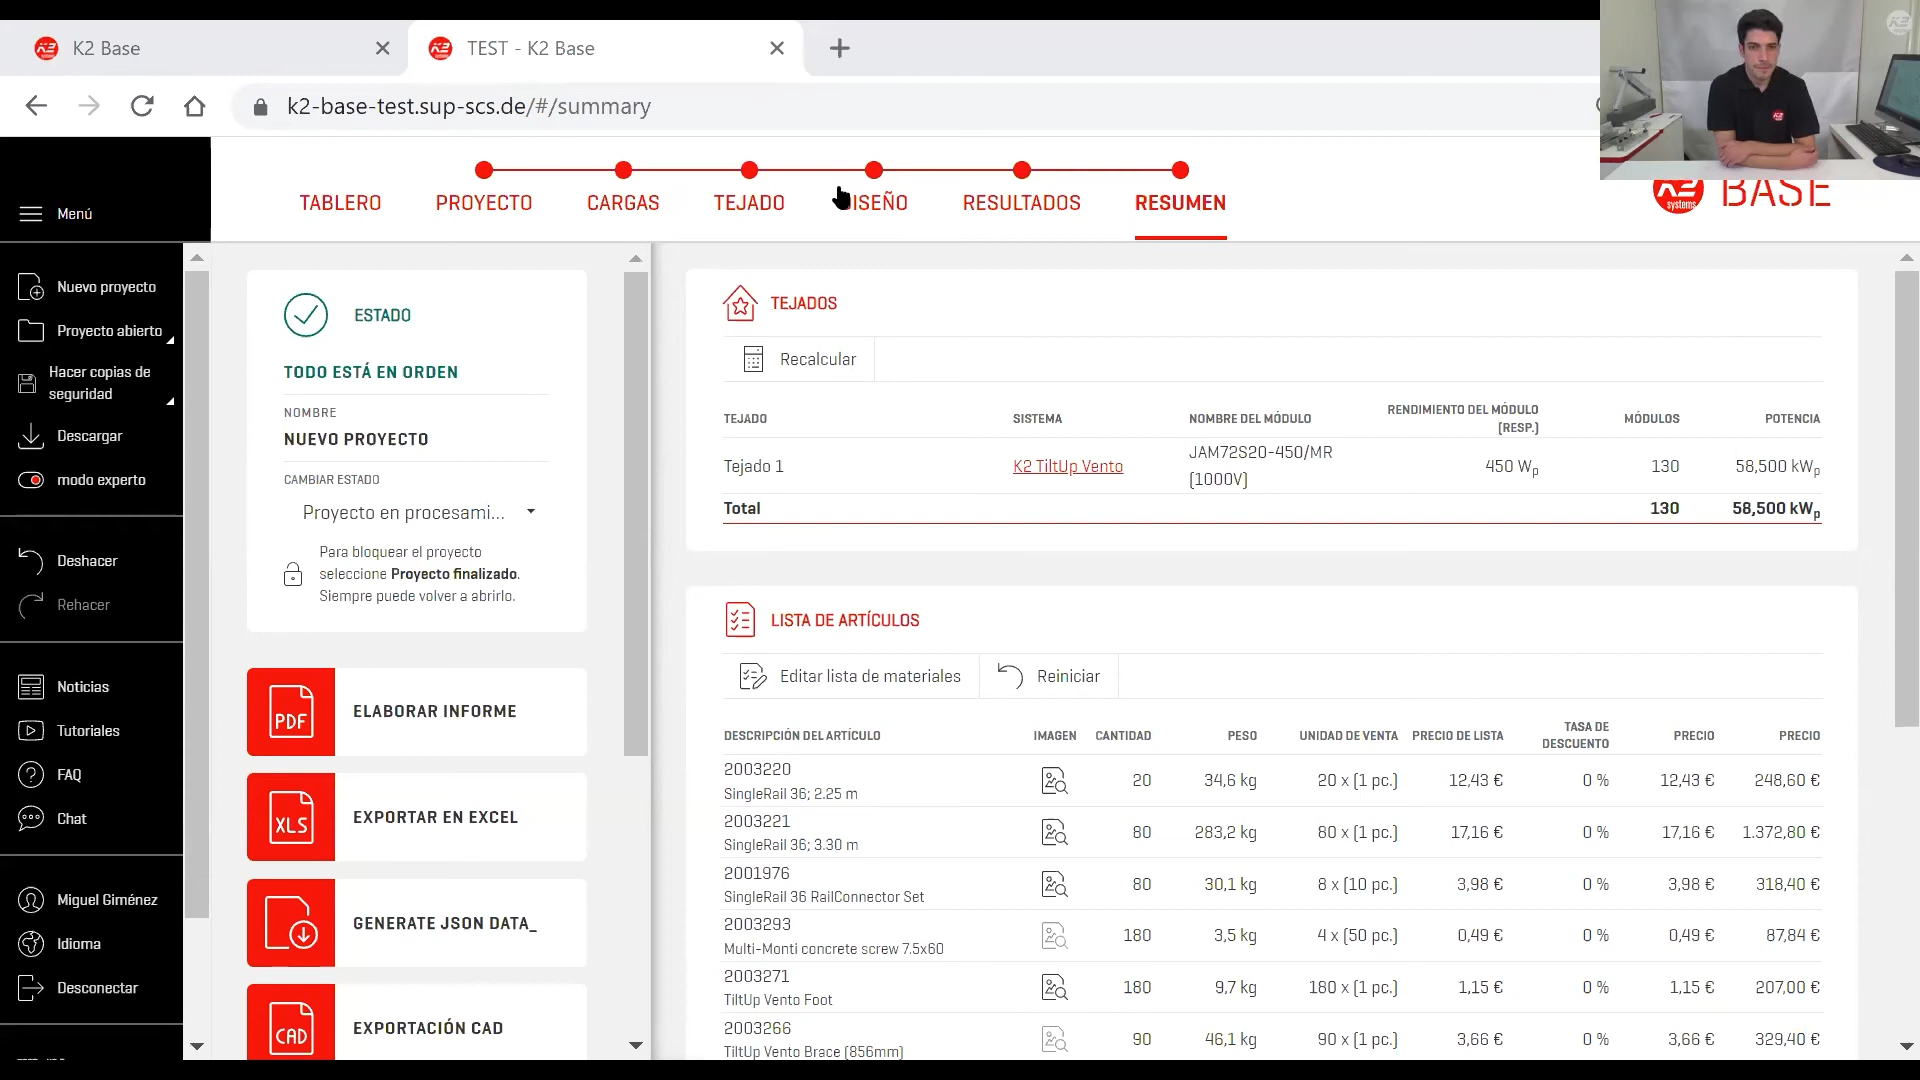 K2 Base
TEST - K2 Base
k2-base-test.sup-scs.de/#/summary
TABLERO
PROYECTO
CARGAS
TEJADO
ISEÑO
RESULTADOS
RESUMEN
K2
systems
BASE
Menú
Nuevo proyecto
Proyecto abierto
Hacer copias de
seguridad
Descargar
modo experto
Deshacer
Rehacer
Noticias
Tutoriales
FAQ
Chat
Miguel Giménez
Idioma
Desconectar
ESTADO
TODO ESTÁ EN ORDEN
NOMBRE
NUEVO PROYECTO
CAMBIAR ESTADO
Proyecto en procesami...
Para bloquear el proyecto
seleccione Proyecto finalizado.
Siempre puede volver a abrirlo.
PDF
ELABORAR INFORME
XLS
EXPORTAR EN EXCEL
GENERATE JSON DATA_
CAD
EXPORTACIÓN CAD
TEJADOS
Recalcular
TEJADO SISTEMA NOMBRE DEL MÓDULO RENDIMIENTO DEL MÓDULO (RESP.) MÓDULOS POTENCIA
Tejado 1 K2 TiltUp Vento JAM72S20-450/MR (1000V) 450 Wp 130 58,500 kWp
Total 130 58,500 kWp
LISTA DE ARTÍCULOS
Editar lista de materiales
Reiniciar
DESCRIPCIÓN DEL ARTÍCULO IMAGEN CANTIDAD PESO UNIDAD DE VENTA PRECIO DE LISTA TASA DE DESCUENTO PRECIO PRECIO
2003220
SingleRail 36; 2.25 m
20 34,6 kg 20 x (1 pc.) 12,43 € 0 % 12,43 € 248,60 €
2003221
SingleRail 36; 3.30 m
80 283,2 kg 80 x (1 pc.) 17,16 € 0 % 17,16 € 1.372,80 €
2001976
SingleRail 36 RailConnector Set
80 30,1 kg 8 x (10 pc.) 3,98 € 0 % 3,98 € 318,40 €
2003293
Multi-Monti concrete screw 7.5x60
180 3,5 kg 4 x (50 pc.) 0,49 € 0 % 0,49 € 87,84 €
2003271
TiltUp Vento Foot
180 9,7 kg 180 x (1 pc.) 1,15 € 0 % 1,15 € 207,00 €
2003266
TiltUp Vento Brace (856mm)
90 46,1 kg 90 x (1 pc.) 3,66 € 0 % 3,66 € 329,40 €